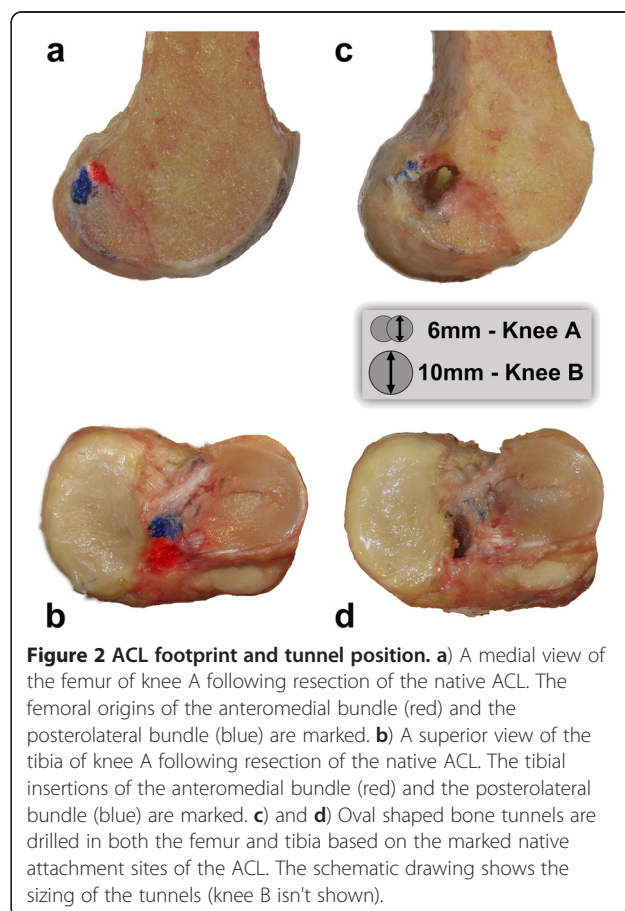 a
c
6mm - Knee A
10mm - Knee B
b
d
Figure 2 ACL footprint and tunnel position. a) A medial view of
the femur of knee A following resection of the native ACL. The
femoral origins of the anteromedial bundle (red) and the
posterolateral bundle (blue) are marked. b) A superior view of the
tibia of knee A following resection of the native ACL. The tibial
insertions of the anteromedial bundle (red) and the posterolateral
bundle (blue) are marked. c) and d) Oval shaped bone tunnels are
drilled in both the femur and tibia based on the marked native
attachment sites of the ACL. The schematic drawing shows the
sizing of the tunnels (knee B isn't shown).